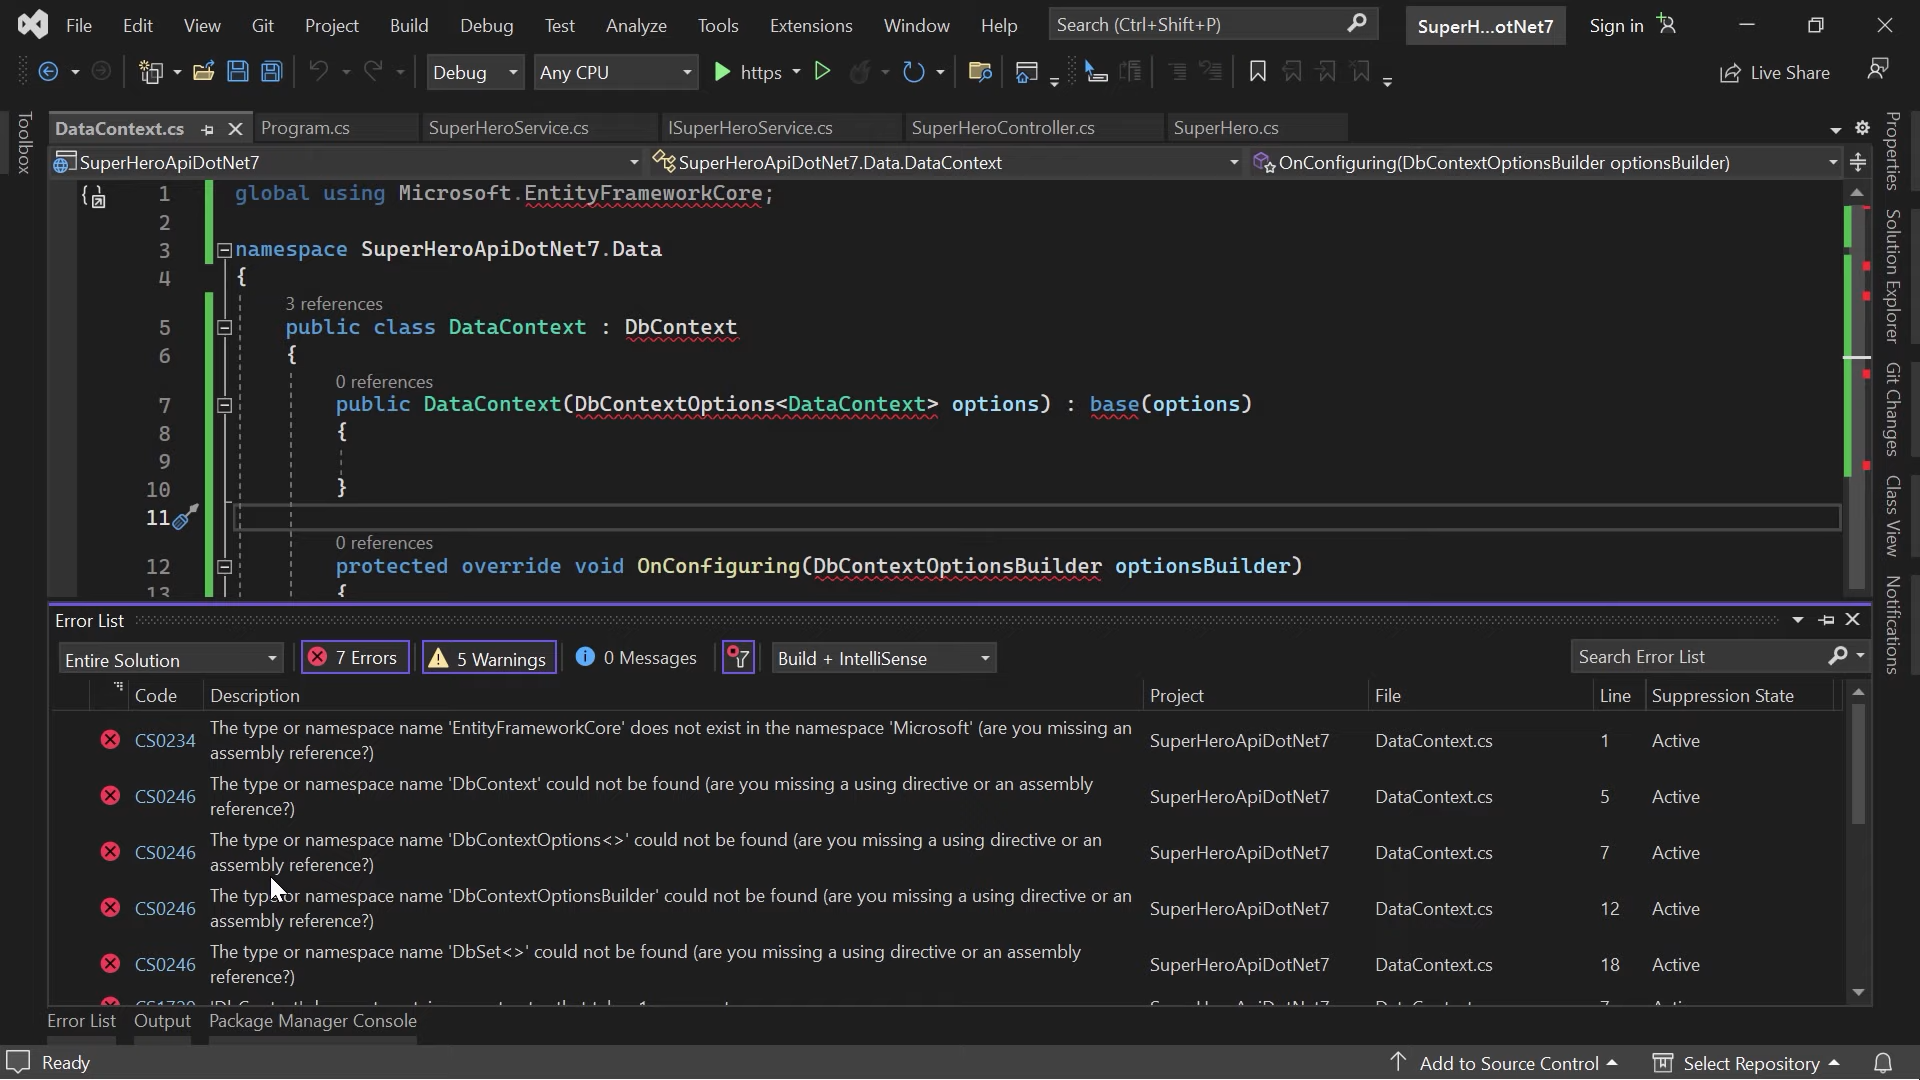 File Edit View Git Project Build Debug Test Analyze Tools Extensions Window Help Search (Ctrl+Shift+P) SuperH...otNet7 Sign in
Debug Any CPU https Live Share
DataContext.cs Program.cs SuperHeroService.cs ISuperHeroService.cs SuperHeroController.cs SuperHero.cs
SuperHeroApiDotNet7 SuperHeroApiDotNet7.Data.DataContext OnConfiguring(DbContextOptionsBuilder optionsBuilder)
Toolbox
Properties
Solution Explorer
Git Changes
Class View
Notifications
1 global using Microsoft.EntityFrameworkCore;
2
3 namespace SuperHeroApiDotNet7.Data
4 {
3 references
5 public class DataContext : DbContext
6 {
0 references
7 public DataContext(DbContextOptions<DataContext> options) : base(options)
8 {
9
10 }
11
0 references
12 protected override void OnConfiguring(DbContextOptionsBuilder optionsBuilder)
13 {
Error List
Entire Solution 7 Errors 5 Warnings 0 Messages Build + IntelliSense Search Error List
Code Description Project File Line Suppression State
CS0234 The type or namespace name 'EntityFrameworkCore' does not exist in the namespace 'Microsoft' (are you missing an
assembly reference?) SuperHeroApiDotNet7 DataContext.cs 1 Active
CS0246 The type or namespace name 'DbContext' could not be found (are you missing a using directive or an assembly
reference?) SuperHeroApiDotNet7 DataContext.cs 5 Active
CS0246 The type or namespace name 'DbContextOptions<>' could not be found (are you missing a using directive or an
assembly reference?) SuperHeroApiDotNet7 DataContext.cs 7 Active
CS0246 The type or namespace name 'DbContextOptionsBuilder' could not be found (are you missing a using directive or an
assembly reference?) SuperHeroApiDotNet7 DataContext.cs 12 Active
CS0246 The type or namespace name 'DbSet<>' could not be found (are you missing a using directive or an assembly
reference?) SuperHeroApiDotNet7 DataContext.cs 18 Active
Error List Output Package Manager Console
Ready Add to Source Control Select Repository